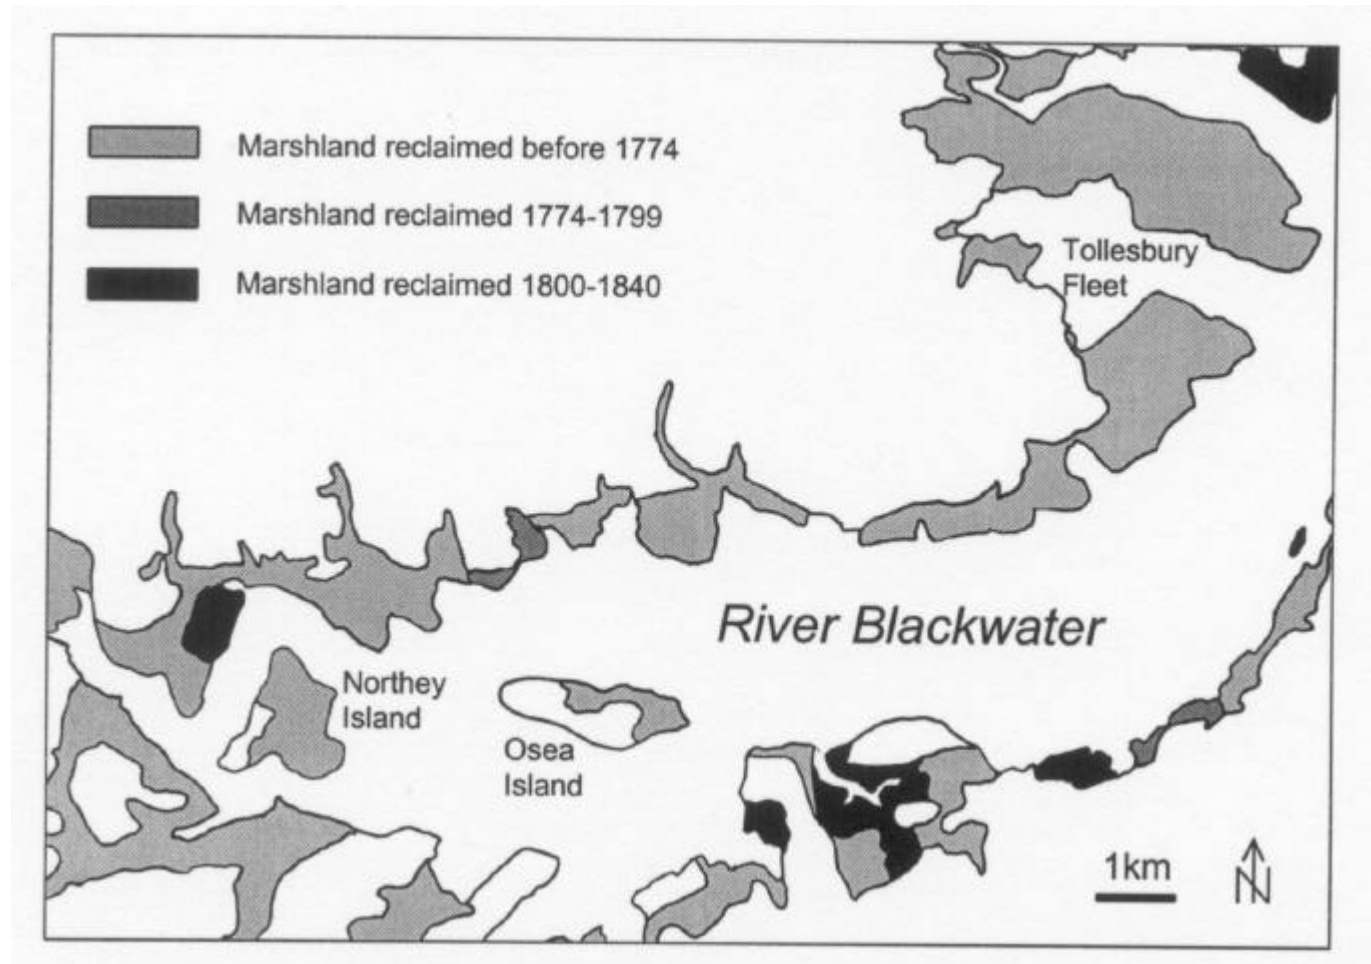 Marshland reclaimed before 1774
Marshland reclaimed 1774-1799
Marshland reclaimed 1800-1840
Tollesbury
Fleet
River Blackwater
Northey
Island
Osea
Island
1km
N